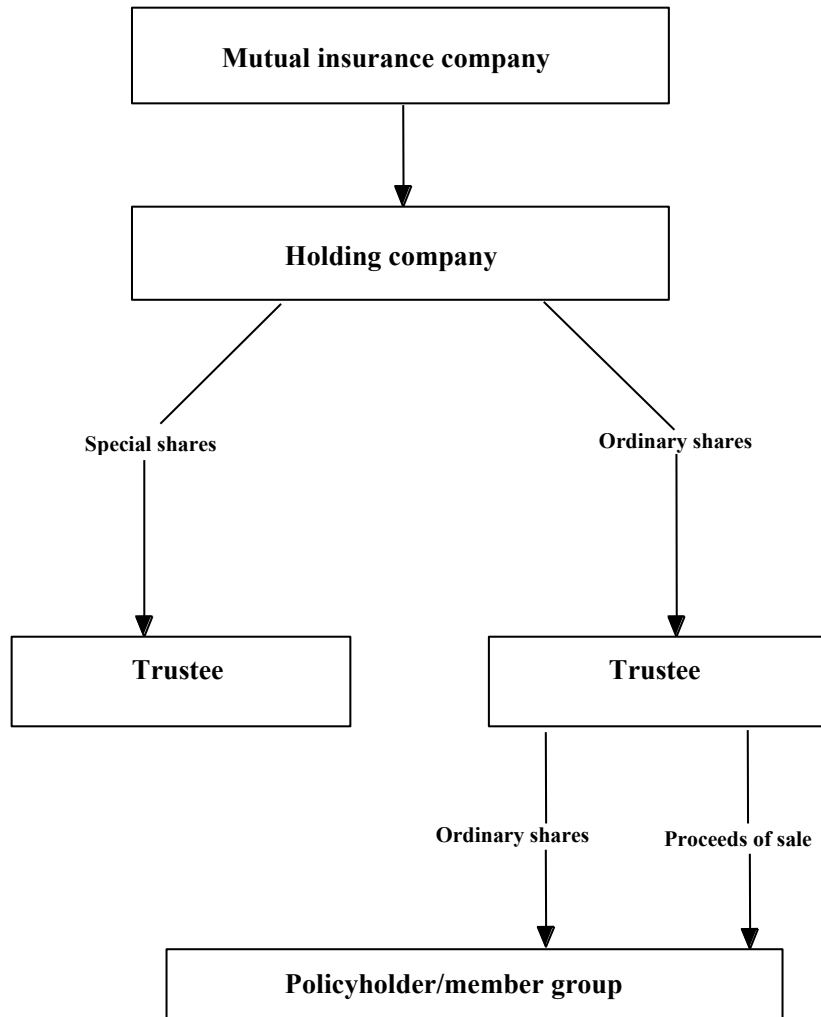 Mutual insurance company
Holding company
Special shares
Ordinary shares
Trustee
Trustee
Ordinary shares
Proceeds of sale
Policyholder/member group